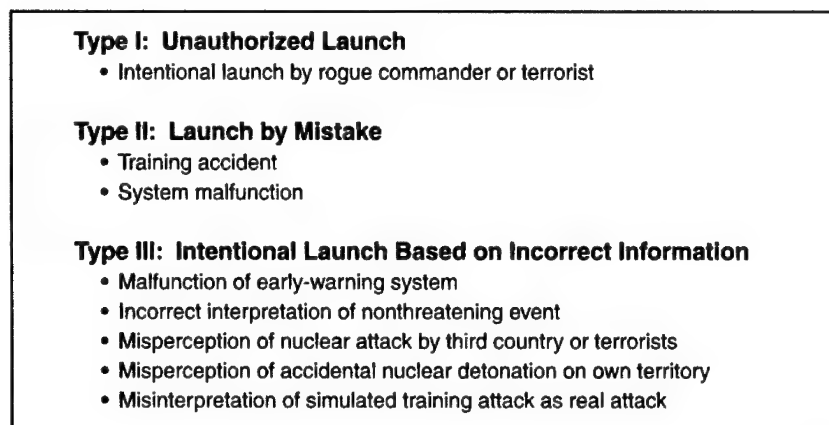 Type I: Unauthorized Launch
• Intentional launch by rogue commander or terrorist
Type II: Launch by Mistake
• Training accident
• System malfunction
Type III: Intentional Launch Based on Incorrect Information
• Malfunction of early-warning system
• Incorrect interpretation of nonthreatening event
• Misperception of nuclear attack by third country or terrorists
• Misperception of accidental nuclear detonation on own territory
• Misinterpretation of simulated training attack as real attack